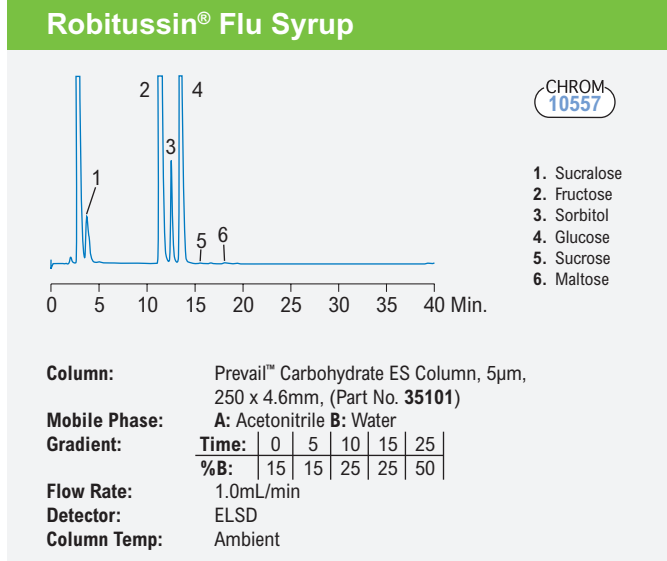 Robitussin® Flu Syrup
CHROM
10557
2 4
3
1
5 6
1. Sucralose
2. Fructose
3. Sorbitol
4. Glucose
5. Sucrose
6. Maltose
0 5 10 15 20 25 30 35 40 Min.
Column: Prevail™ Carbohydrate ES Column, 5µm,
250 x 4.6mm, (Part No. 35101)
Mobile Phase: A: Acetonitrile B: Water
Gradient: Time: 0 5 10 15 25
%B: 15 15 25 25 50
Flow Rate: 1.0mL/min
Detector: ELSD
Column Temp: Ambient